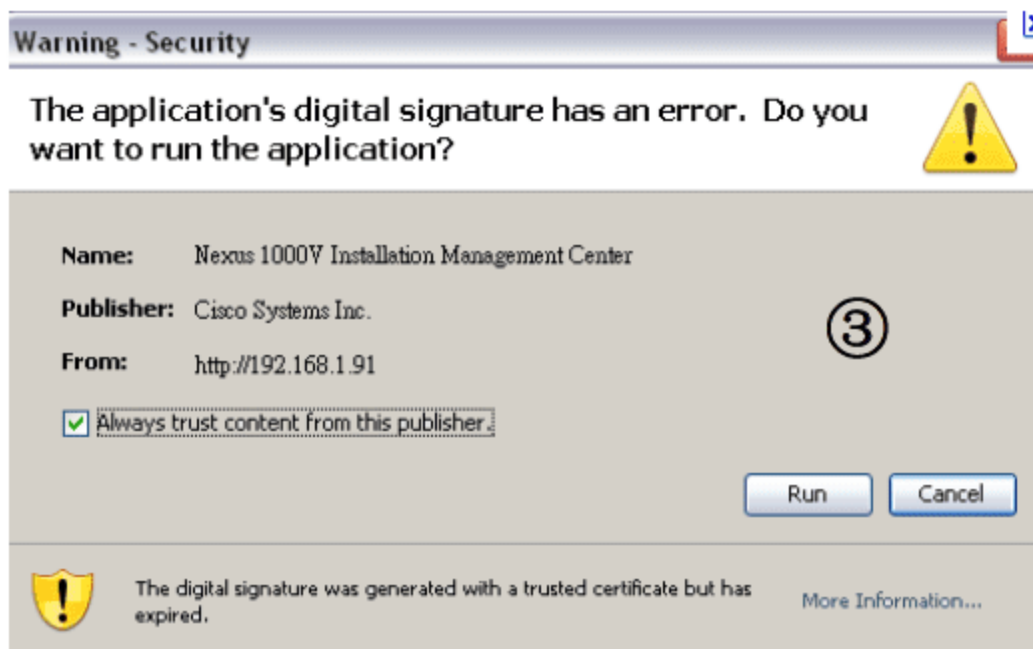 Warning - Security
The application's digital signature has an error. Do you
want to run the application?
Name: Nexus 1000V Installation Management Center
Publisher: Cisco Systems Inc.
③
From: http://192.168.1.91
Always trust content from this publisher.
Run Cancel
The digital signature was generated with a trusted certificate but has
expired.
More Information...